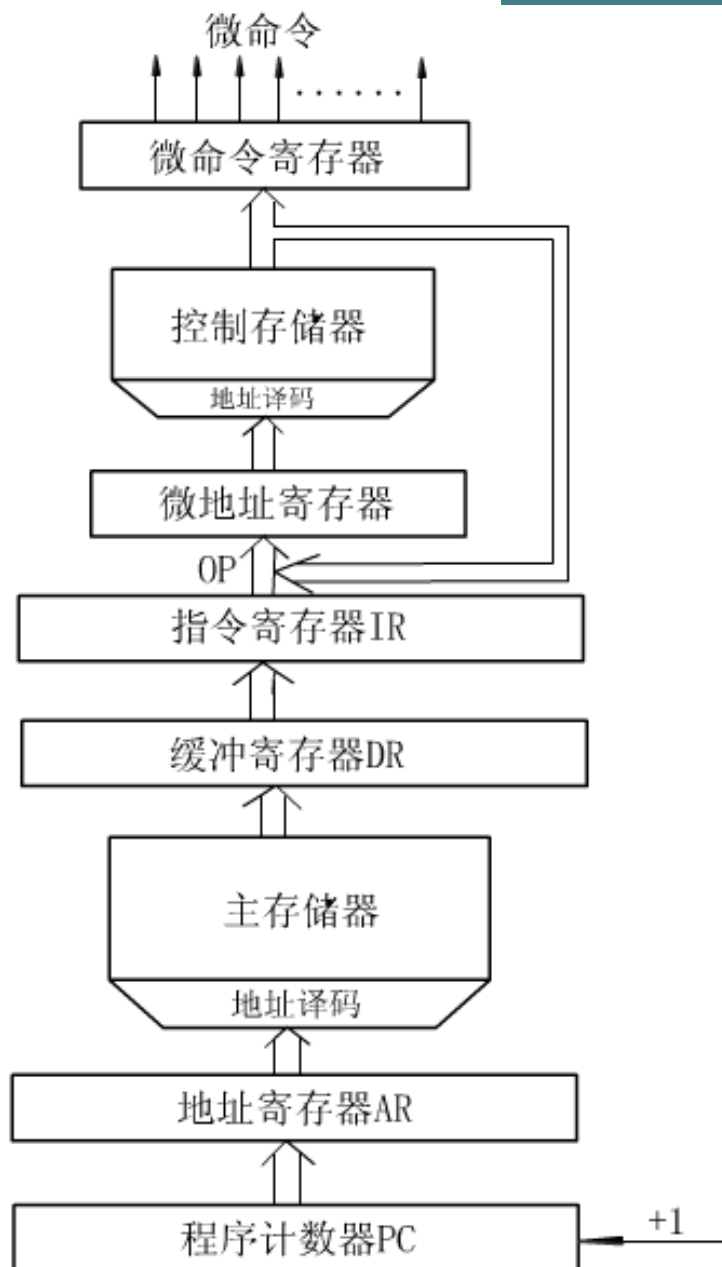 微命令
......
微命令寄存器
控制存储器
地址译码
微地址寄存器
OP
指令寄存器IR
缓冲寄存器DR
主存储器
地址译码
地址寄存器AR
+1
程序计数器PC